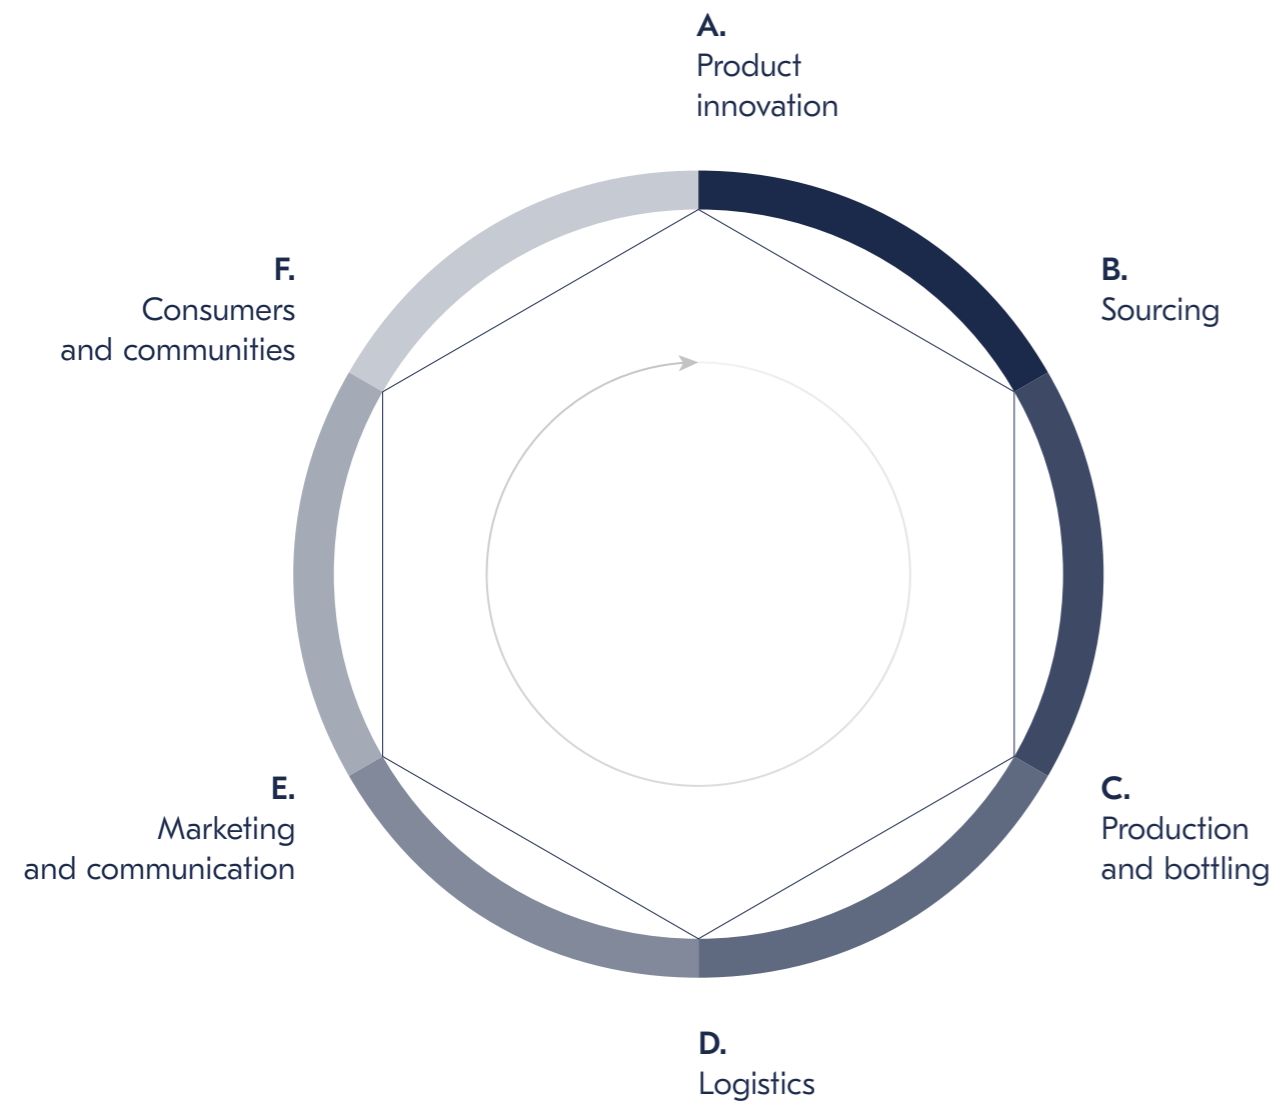 A.
Product
innovation
B.
Sourcing
C.
Production
and bottling
D.
Logistics
E.
Marketing
and communication
F.
Consumers
and communities